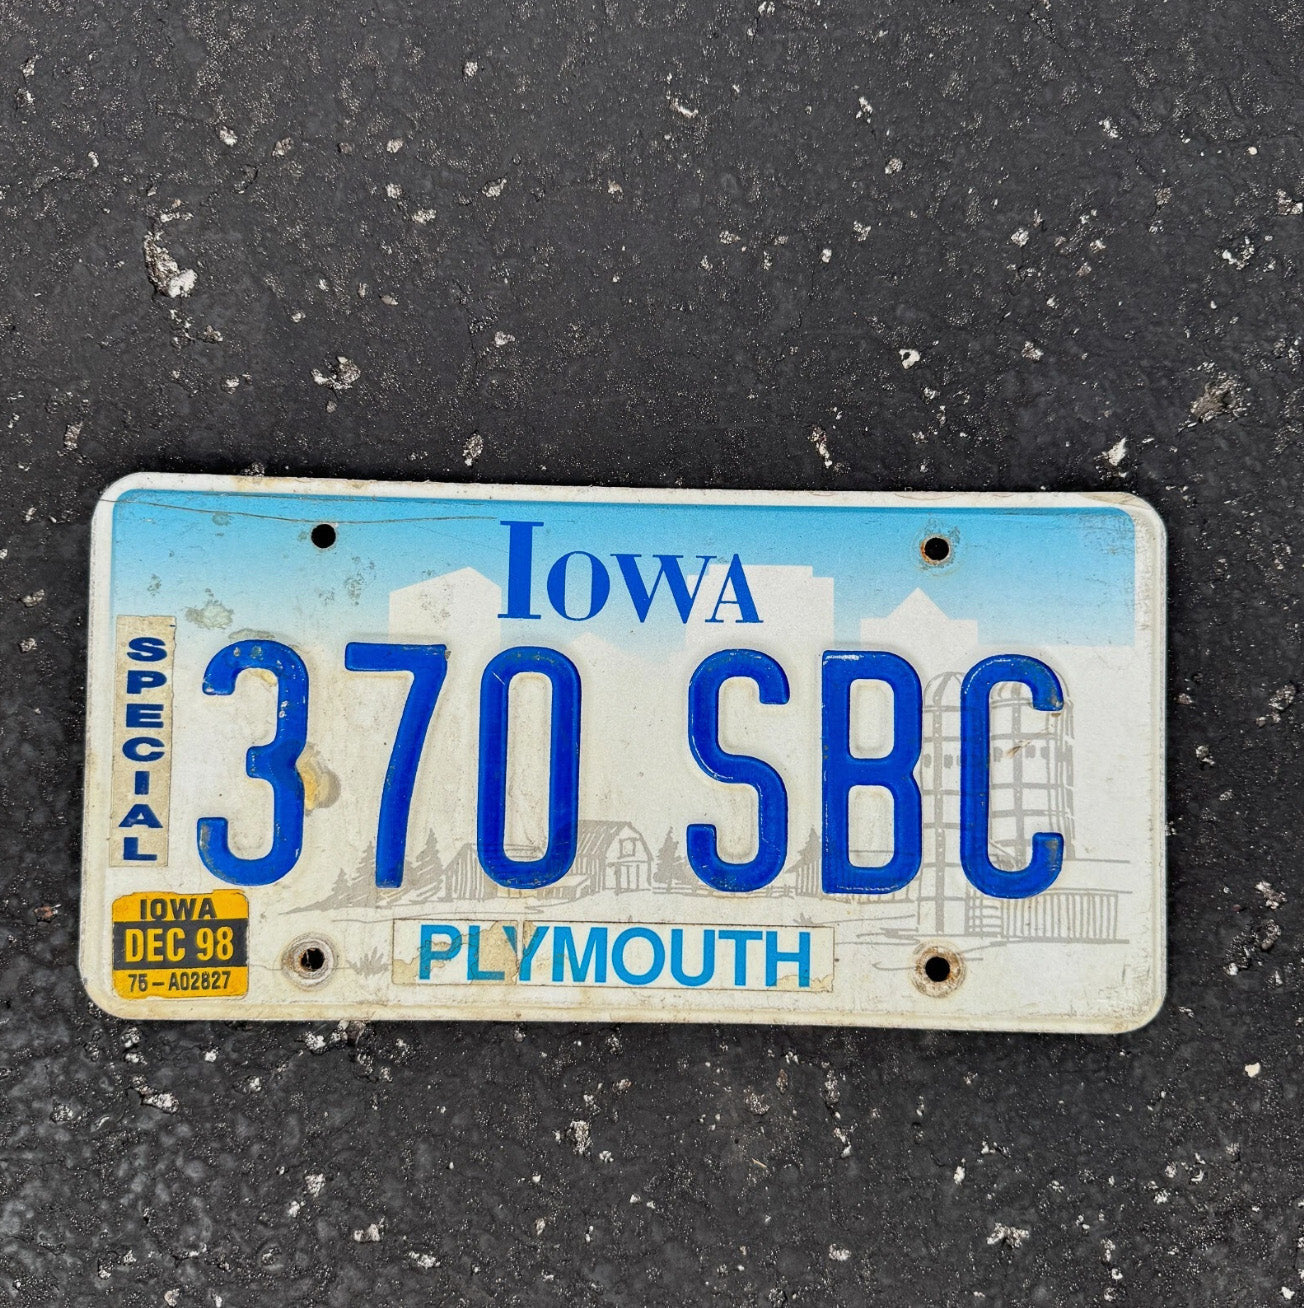 IOWA
SPECIAL
370 SBC
IOWA
DEC 98
75-A02827
PLYMOUTH